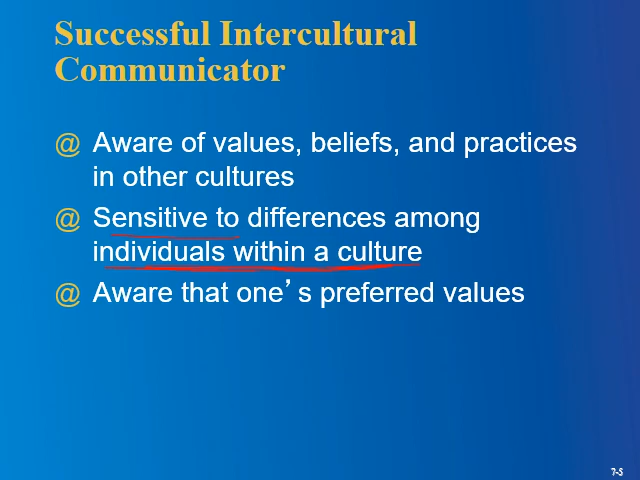 Successful Intercultural
Communicator
@ Aware of values, beliefs, and practices
in other cultures
@ Sensitive to differences among
individuals within a culture
@ Aware that one’s preferred values
7-5